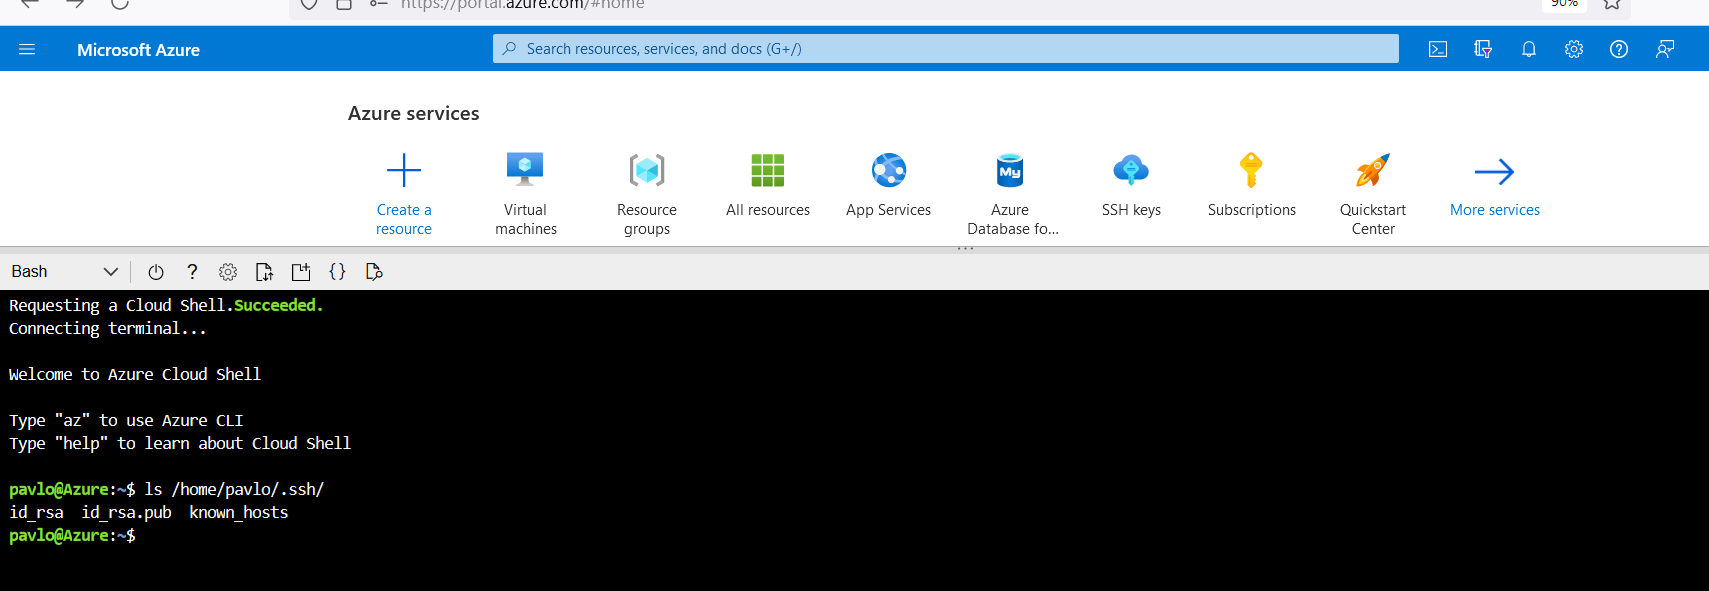 https://portal.azure.com/#home 90%
Microsoft Azure Search resources, services, and docs (G+/)
Azure services
Create a resource
Virtual machines
Resource groups
All resources
App Services
Azure Database fo...
SSH keys
Subscriptions
Quickstart Center
More services
Bash ? {}
Requesting a Cloud Shell.Succeeded.
Connecting terminal...
Welcome to Azure Cloud Shell
Type "az" to use Azure CLI
Type "help" to learn about Cloud Shell
pavlo@Azure:~$ ls /home/pavlo/.ssh/
id_rsa  id_rsa.pub  known_hosts
pavlo@Azure:~$